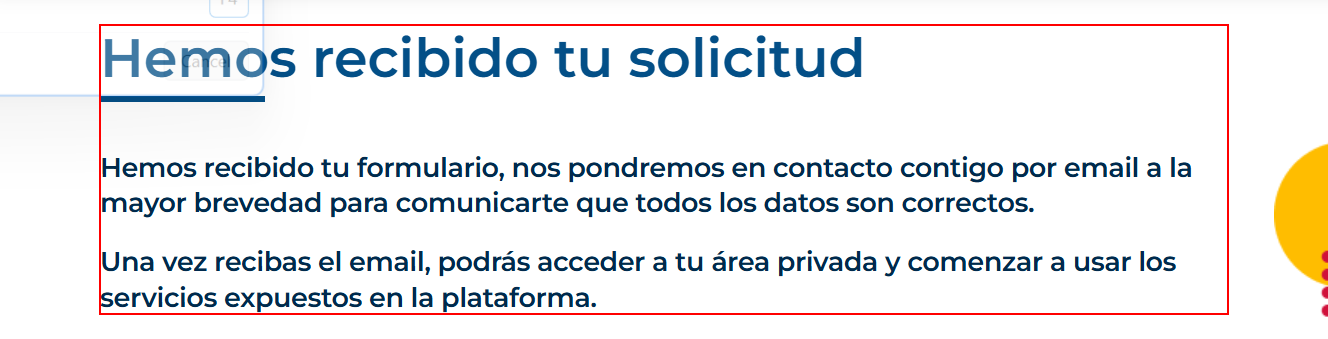 Cancel
Hemos recibido tu solicitud
Hemos recibido tu formulario, nos pondremos en contacto contigo por email a la
mayor brevedad para comunicarte que todos los datos son correctos.
Una vez recibas el email, podrás acceder a tu área privada y comenzar a usar los
servicios expuestos en la plataforma.